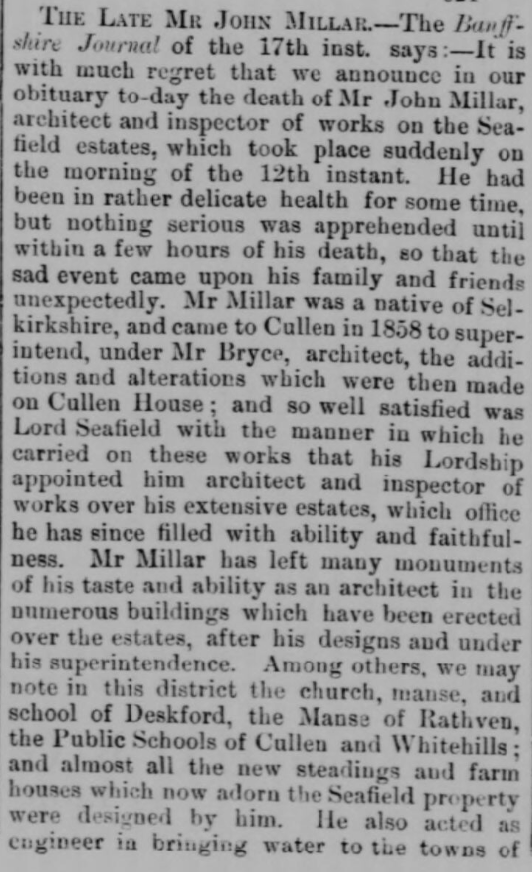 THE LATE MR JOHN MILLAR.—The Banff-
shire Journal of the 17th inst. says:—It is
with much regret that we announce in our
obituary to-day the death of Mr John Millar,
architect and inspector of works on the Sea-
field estates, which took place suddenly on
the morning of the 12th instant. He had
been in rather delicate health for some time,
but nothing serious was apprehended until
within a few hours of his death, so that the
sad event came upon his family and friends
unexpectedly. Mr Millar was a native of Sel-
kirkshire, and came to Cullen in 1858 to super-
intend, under Mr Bryce, architect, the addi-
tions and alterations which were then made
on Cullen House; and so well satisfied was
Lord Seafield with the manner in which he
carried on these works that his Lordship
appointed him architect and inspector of
works over his extensive estates, which office
he has since filled with ability and faithful-
ness. Mr Millar has left many monuments
of his taste and ability as an architect in the
numerous buildings which have been erected
over the estates, after his designs and under
his superintendence. Among others, we may
note in this district the church, manse, and
school of Deskford, the Manse of Rathven,
the Public Schools of Cullen and Whitehills;
and almost all the new steadings and farm
houses which now adorn the Seafield property
were designed by him. He also acted as
engineer in bringing water to the towns of